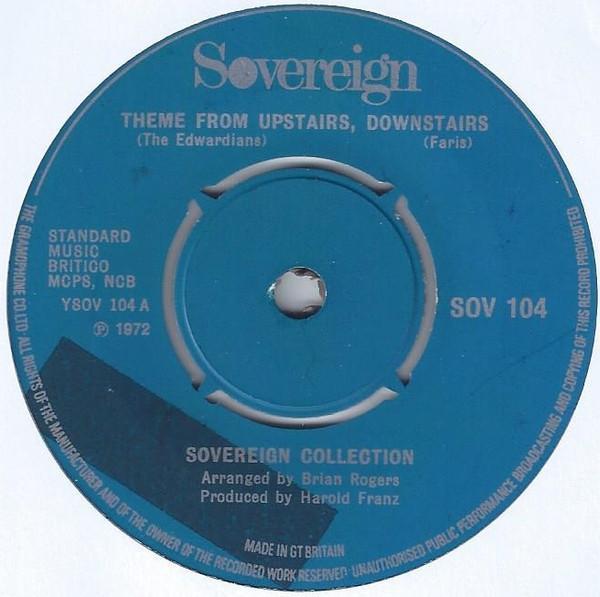 Sovereign
THEME FROM UPSTAIRS, DOWNSTAIRS
(The Edwardians) (Faris)
STANDARD
MUSIC
BRITICO
MCPS, NCB
YSOV 104 A
Ⓟ 1972
SOV 104
SOVEREIGN COLLECTION
Arranged by Brian Rogers
Produced by Harold Franz
MADE IN GT BRITAIN
THE GRAMOPHONE CO. LTD · ALL RIGHTS OF THE MANUFACTURER AND OF THE OWNER OF THE RECORDED WORK RESERVED · UNAUTHORISED PUBLIC PERFORMANCE BROADCASTING AND COPYING OF THIS RECORD PROHIBITED